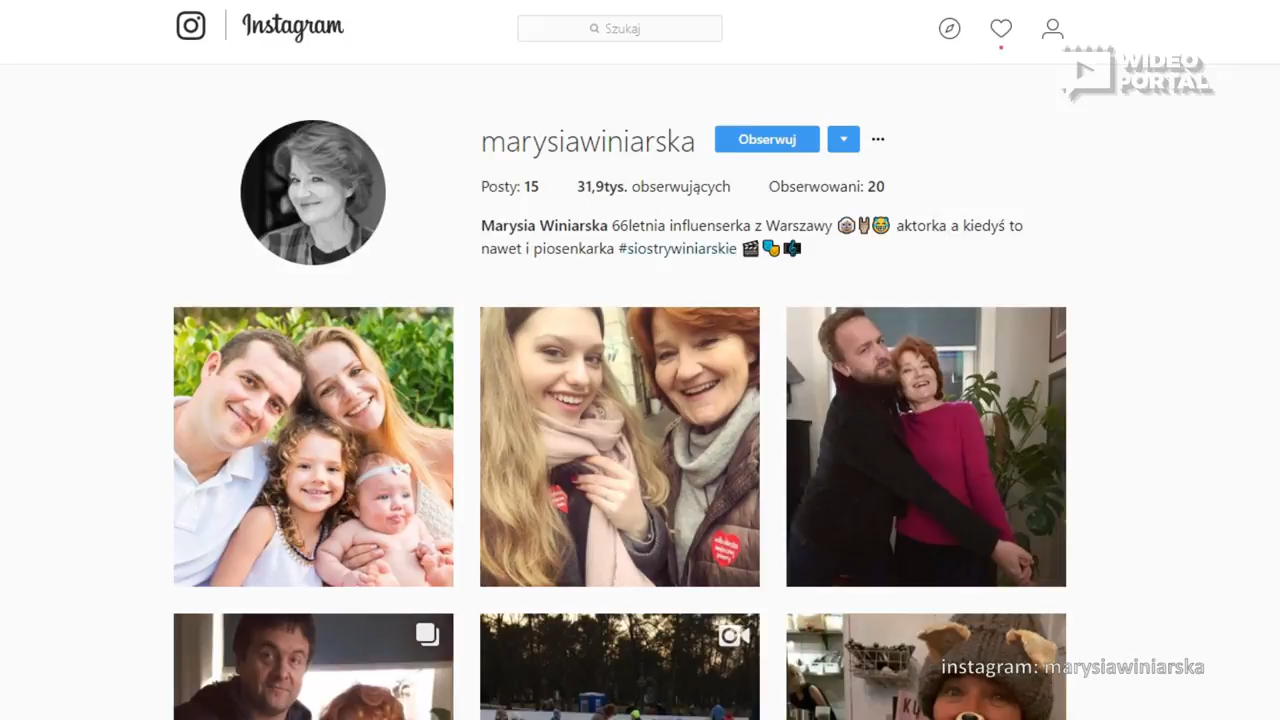 Instagram
Szukaj
WIDEO
PORTAL
marysiawiniarska
Obserwuj
Posty: 15
31,9tys. obserwujących
Obserwowani: 20
Marysia Winiarska 66letnia influenserka z Warszawy 👵🤘😹 aktorka a kiedyś to
nawet i piosenkarka #siostrywiniarskie 🎬🎭🎼
instagram: marysiawiniarska